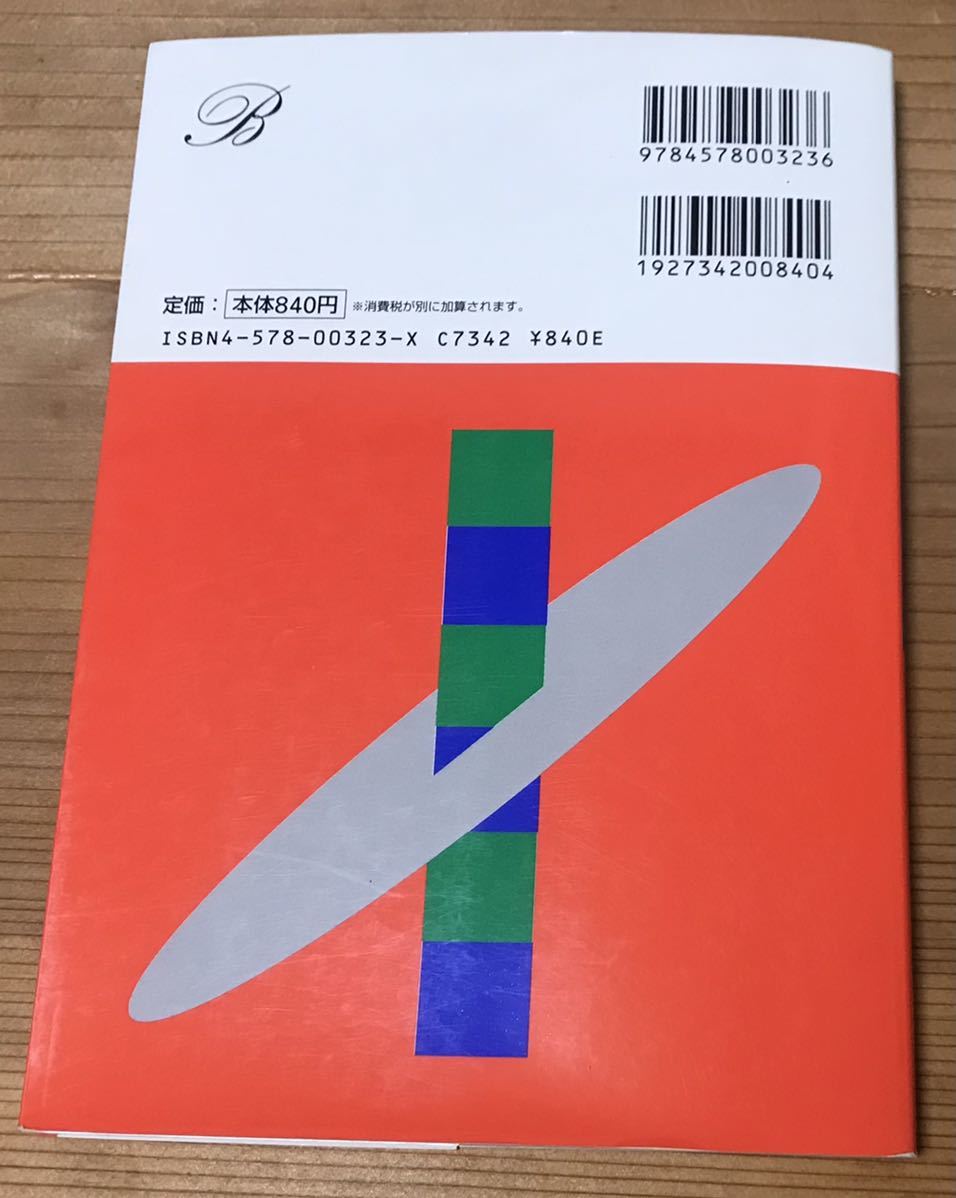 B
9784578003236
1927342008404
定価：本体840円 ※消費税が別に加算されます。
ISBN4-578-00323-X C7342 ¥840E